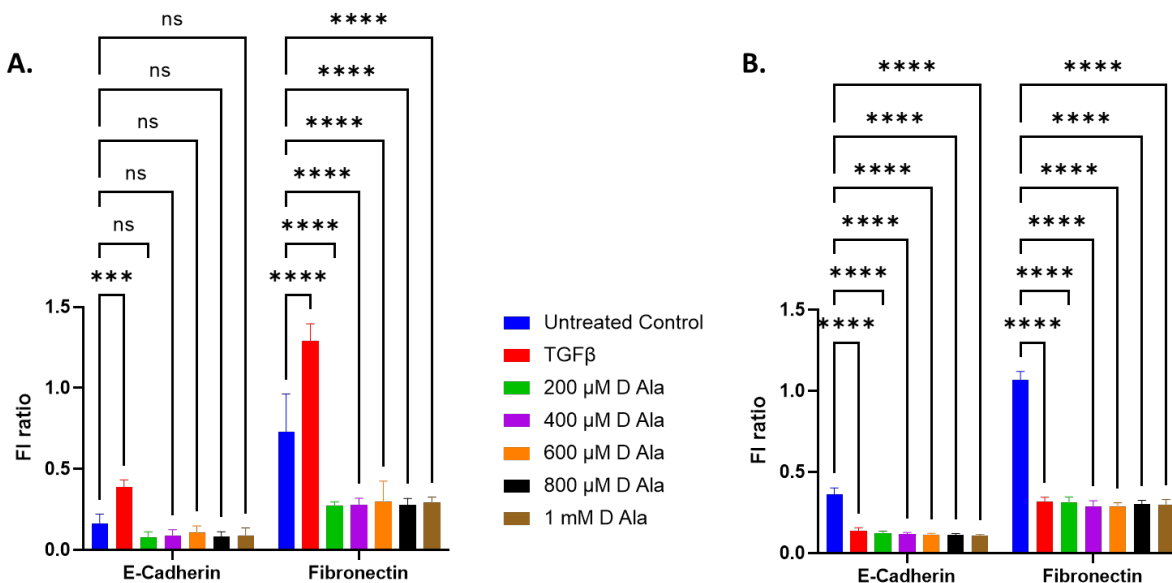 A.
ns
ns
ns
ns
ns
***
****
****
****
****
****
****
FI ratio
1.5
1.0
0.5
0.0
E-Cadherin
Fibronectin
Untreated Control
TGFβ
200 µM D Ala
400 µM D Ala
600 µM D Ala
800 µM D Ala
1 mM D Ala
B.
****
****
****
****
****
****
****
****
****
****
****
****
FI ratio
1.5
1.0
0.5
0.0
E-Cadherin
Fibronectin